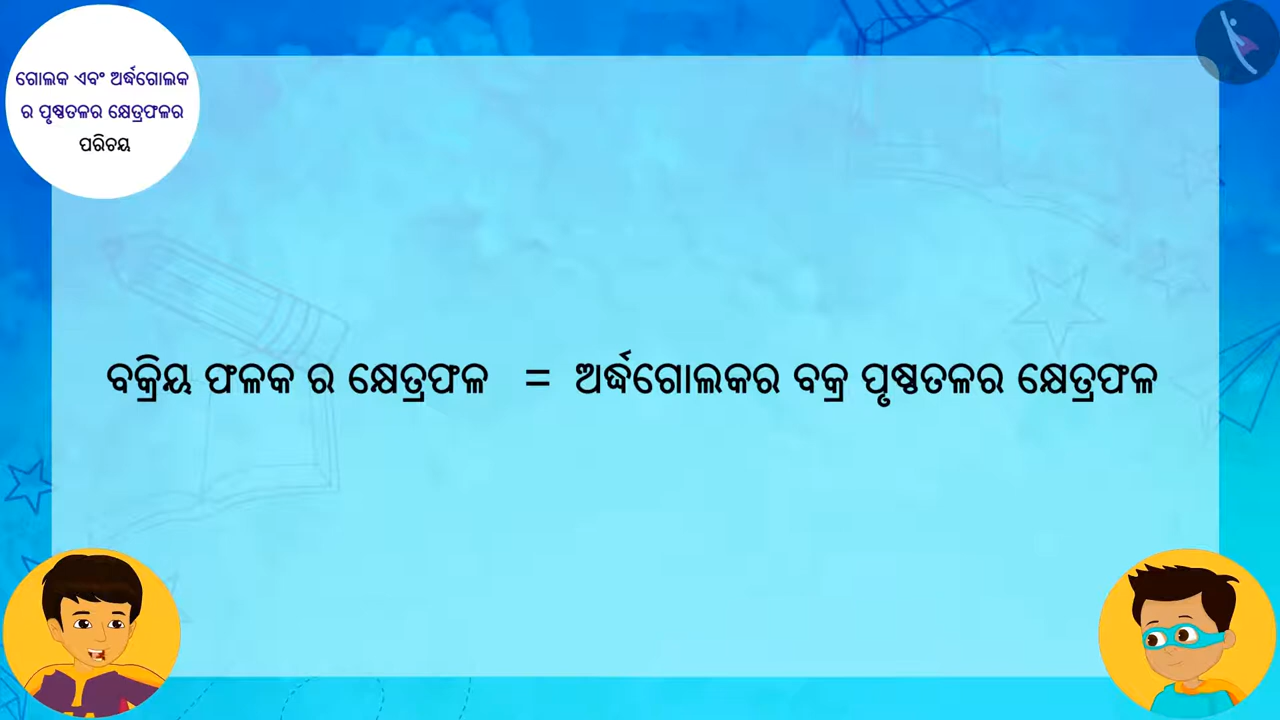 ଗୋଲକ ଏବଂ ଅର୍ଦ୍ଧଗୋଲକ
ର ପୃଷ୍ଠତଳର କ୍ଷେତ୍ରଫଳର
ପରିଚୟ
ବକ୍ରିୟ ଫଳକ ର କ୍ଷେତ୍ରଫଳ = ଅର୍ଦ୍ଧଗୋଲକର ବକ୍ର ପୃଷ୍ଠତଳର କ୍ଷେତ୍ରଫଳ